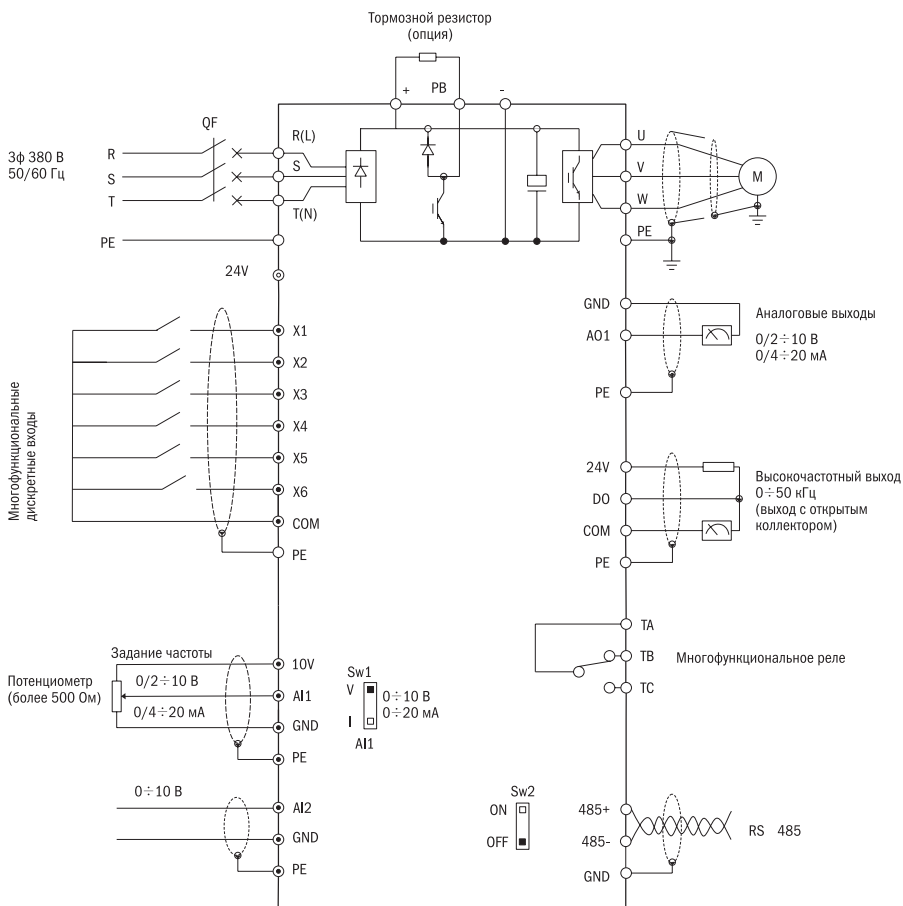 Тормозной резистор
(опция)
+
PB
-
QF
3ф 380 В
50/60 Гц
R
S
T
PE
R(L)
S
T(N)
U
V
W
PE
M
24V
Многофункциональные
дискретные входы
X1
X2
X3
X4
X5
X6
COM
PE
GND
AO1
PE
Аналоговые выходы
0/2÷10 В
0/4÷20 мА
24V
DO
COM
PE
Высокочастотный выход
0÷50 кГц
(выход с открытым
коллектором)
TA
TB
TC
Многофункциональное реле
Потенциометр
(более 500 Ом)
Задание частоты
0/2÷10 В
0/4÷20 мА
10V
AI1
GND
PE
Sw1
V
I
0÷10 В
0÷20 мА
AI1
0÷10 В
AI2
GND
PE
Sw2
ON
OFF
485+
485-
GND
RS 485